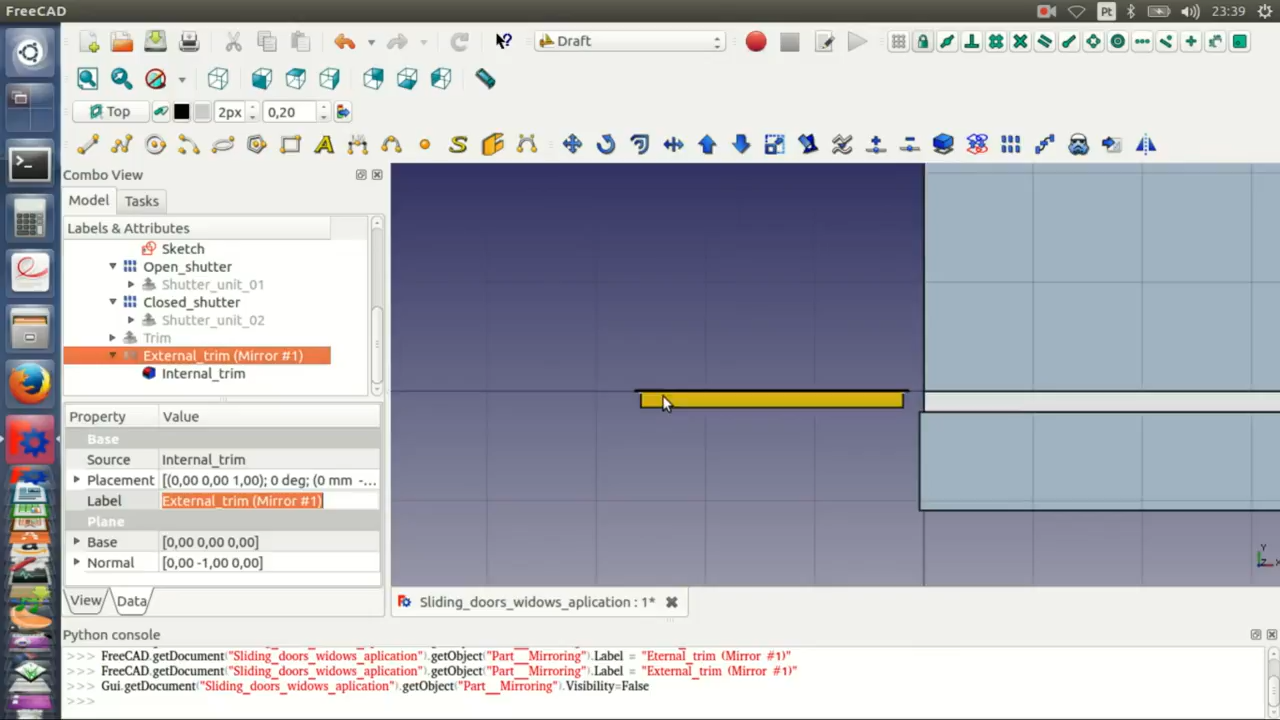 FreeCAD
Pt
23:39
Draft
Top
2px
0,20
Combo View
Model
Tasks
Labels & Attributes
Sketch
Open_shutter
Shutter_unit_01
Closed_shutter
Shutter_unit_02
Trim
External_trim (Mirror #1)
Internal_trim
Property
Value
Base
Source
Internal_trim
Placement
[(0,00 0,00 1,00); 0 deg; (0 mm -...
Label
External_trim (Mirror #1)
Plane
Base
[0,00 0,00 0,00]
Normal
[0,00 -1,00 0,00]
View
Data
Y
Z
X
Sliding_doors_widows_aplication : 1*
Python console
>>> FreeCAD.getDocument("Sliding_doors_widows_aplication").getObject("Part__Mirroring").Label = "Eternal_trim (Mirror #1)"
>>> FreeCAD.getDocument("Sliding_doors_widows_aplication").getObject("Part__Mirroring").Label = "External_trim (Mirror #1)"
>>> Gui.getDocument("Sliding_doors_widows_aplication").getObject("Part__Mirroring").Visibility=False
>>>